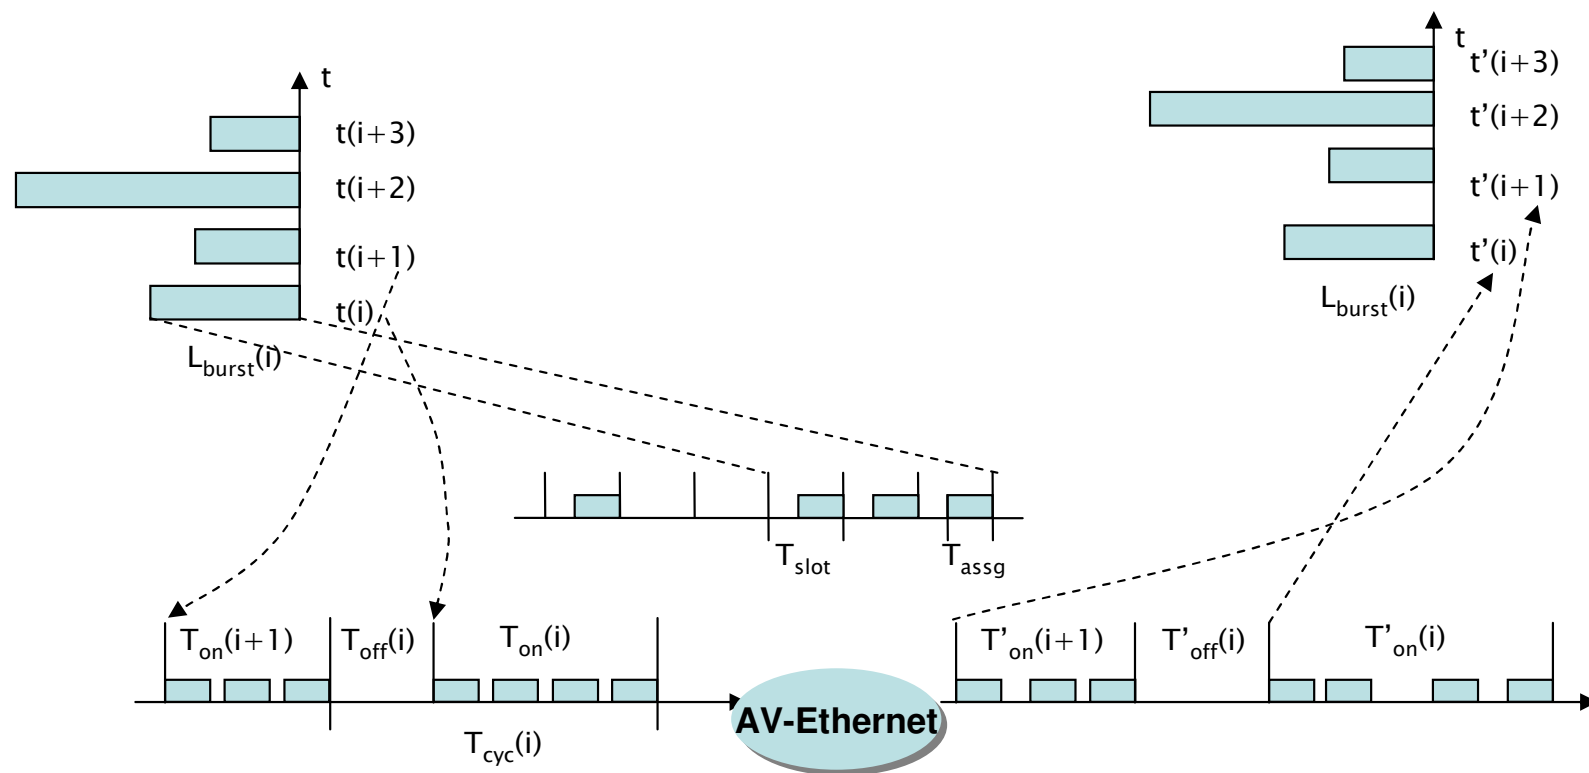 t
t(i+3)
t(i+2)
t(i+1)
t(i)
L_burst(i)
t
t'(i+3)
t'(i+2)
t'(i+1)
t'(i)
L_burst(i)
T_slot
T_assg
T_on(i+1)
T_off(i)
T_on(i)
T_cyc(i)
AV-Ethernet
T'_on(i+1)
T'_off(i)
T'_on(i)